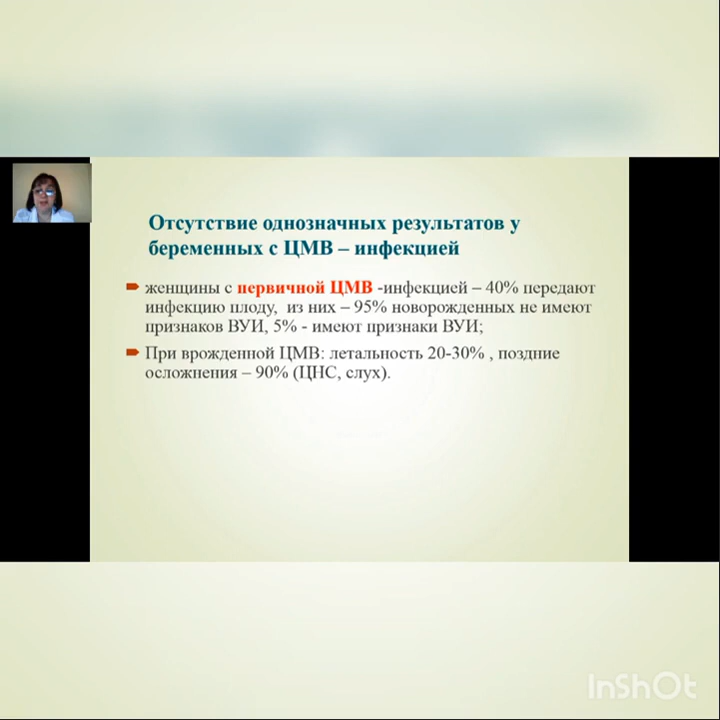 Отсутствие однозначных результатов у
беременных с ЦМВ – инфекцией
женщины с первичной ЦМВ -инфекцией – 40% передают
инфекцию плоду, из них – 95% новорожденных не имеют
признаков ВУИ, 5% - имеют признаки ВУИ;
При врожденной ЦМВ: летальность 20-30% , поздние
осложнения – 90% (ЦНС, слух).
InShOt